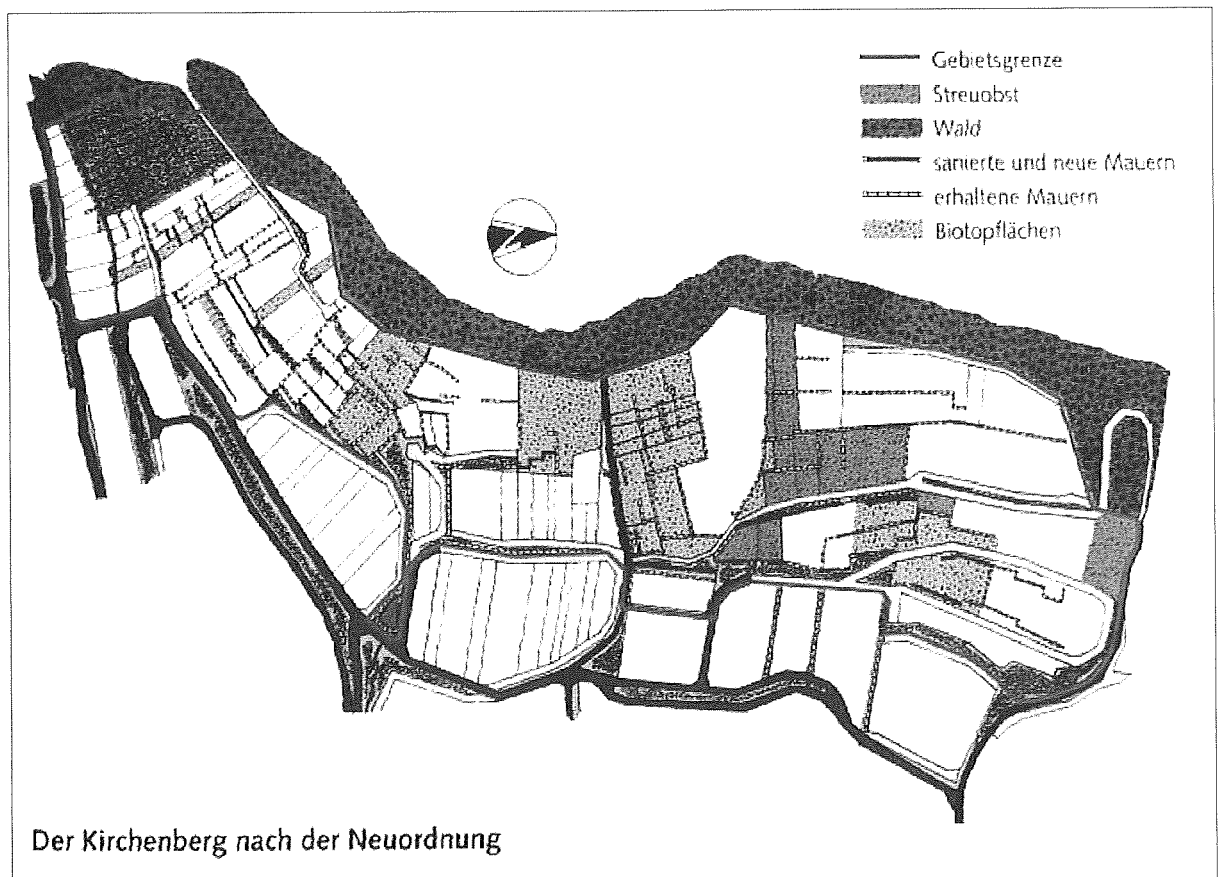 Gebietsgrenze
Streuobst
Wald
sanierte und neue Mauern
erhaltene Mauern
Biotopflächen
Der Kirchenberg nach der Neuordnung